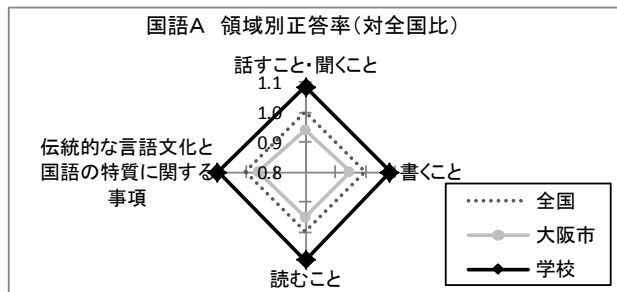 国語A 領域別正答率(対全国比)
話すこと・聞くこと
1.1
1.0
0.9
0.8
伝統的な言語文化と
国語の特質に関する
事項
書くこと
読むこと
全国
大阪市
学校